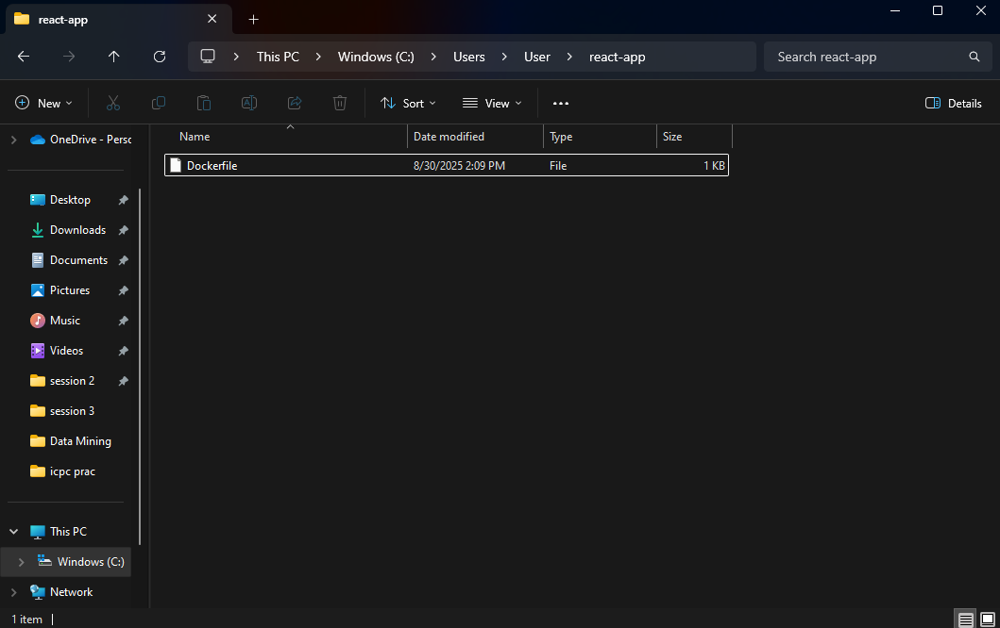 react-app
This PC > Windows (C:) > Users > User > react-app
Search react-app
New
Sort
View
Details
OneDrive - Persc
Name
Date modified
Type
Size
Dockerfile
8/30/2025 2:09 PM
File
1 KB
Desktop
Downloads
Documents
Pictures
Music
Videos
session 2
session 3
Data Mining
icpc prac
This PC
Windows (C:)
Network
1 item